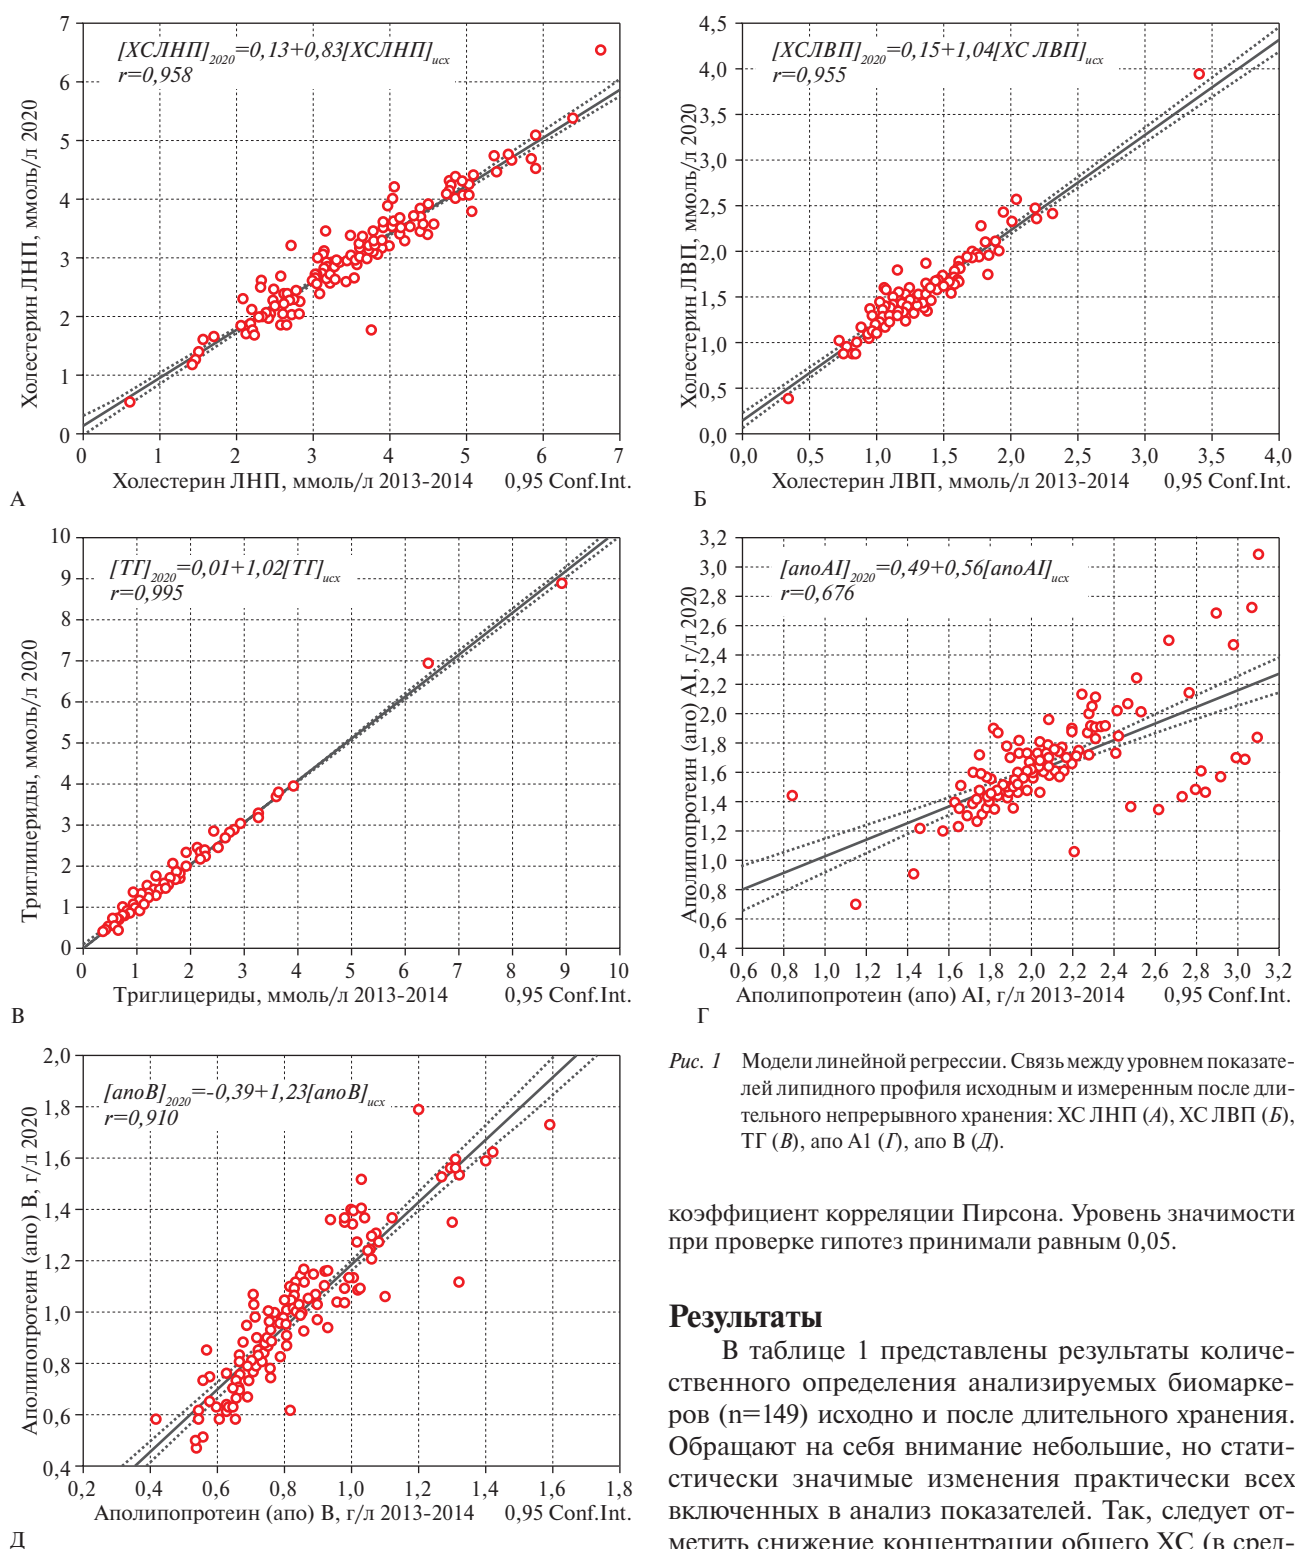 7
6
5
4
3
2
1
0
Холестерин ЛНП, ммоль/л 2020
[ХСЛНП]2020=0,13+0,83[ХСЛНП]исх
r=0,958
0 1 2 3 4 5 6 7
Холестерин ЛНП, ммоль/л 2013-2014 0,95 Conf.Int.
А
4,5
4,0
3,5
3,0
2,5
2,0
1,5
1,0
0,5
0,0
Холестерин ЛВП, ммоль/л 2020
[ХСЛВП]2020=0,15+1,04[ХС ЛВП]исх
r=0,955
0,0 0,5 1,0 1,5 2,0 2,5 3,0 3,5 4,0
Холестерин ЛВП, ммоль/л 2013-2014 0,95 Conf.Int.
Б
10
9
8
7
6
5
4
3
2
1
0
Триглицериды, ммоль/л 2020
[ТГ]2020=0,01+1,02[ТГ]исх
r=0,995
0 1 2 3 4 5 6 7 8 9 10
Триглицериды, ммоль/л 2013-2014 0,95 Conf.Int.
В
3,2
3,0
2,8
2,6
2,4
2,2
2,0
1,8
1,6
1,4
1,2
1,0
0,8
0,6
0,4
Аполипопротеин (апо) AI, г/л 2020
[апоAI]2020=0,49+0,56[апоAI]исх
r=0,676
0,6 0,8 1,0 1,2 1,4 1,6 1,8 2,0 2,2 2,4 2,6 2,8 3,0 3,2
Аполипопротеин (апо) AI, г/л 2013-2014 0,95 Conf.Int.
Г
2,0
1,8
1,6
1,4
1,2
1,0
0,8
0,6
0,4
Аполипопротеин (апо) В, г/л 2020
[апоВ]2020=-0,39+1,23[апоВ]исх
r=0,910
0,2 0,4 0,6 0,8 1,0 1,2 1,4 1,6 1,8
Аполипопротеин (апо) В, г/л 2013-2014 0,95 Conf.Int.
Д
Рис. 1 Модели линейной регрессии. Связь между уровнем показате-
лей липидного профиля исходным и измеренным после дли-
тельного непрерывного хранения: ХС ЛНП (А), ХС ЛВП (Б),
ТГ (В), апо А1 (Г), апо В (Д).
коэффициент корреляции Пирсона. Уровень значимости
при проверке гипотез принимали равным 0,05.
Результаты
В таблице 1 представлены результаты количе-
ственного определения анализируемых биомарке-
ров (n=149) исходно и после длительного хранения.
Обращают на себя внимание небольшие, но стати-
стически значимые изменения практически всех
включенных в анализ показателей. Так, следует от-
метить снижение концентрации общего ХС (в сред-